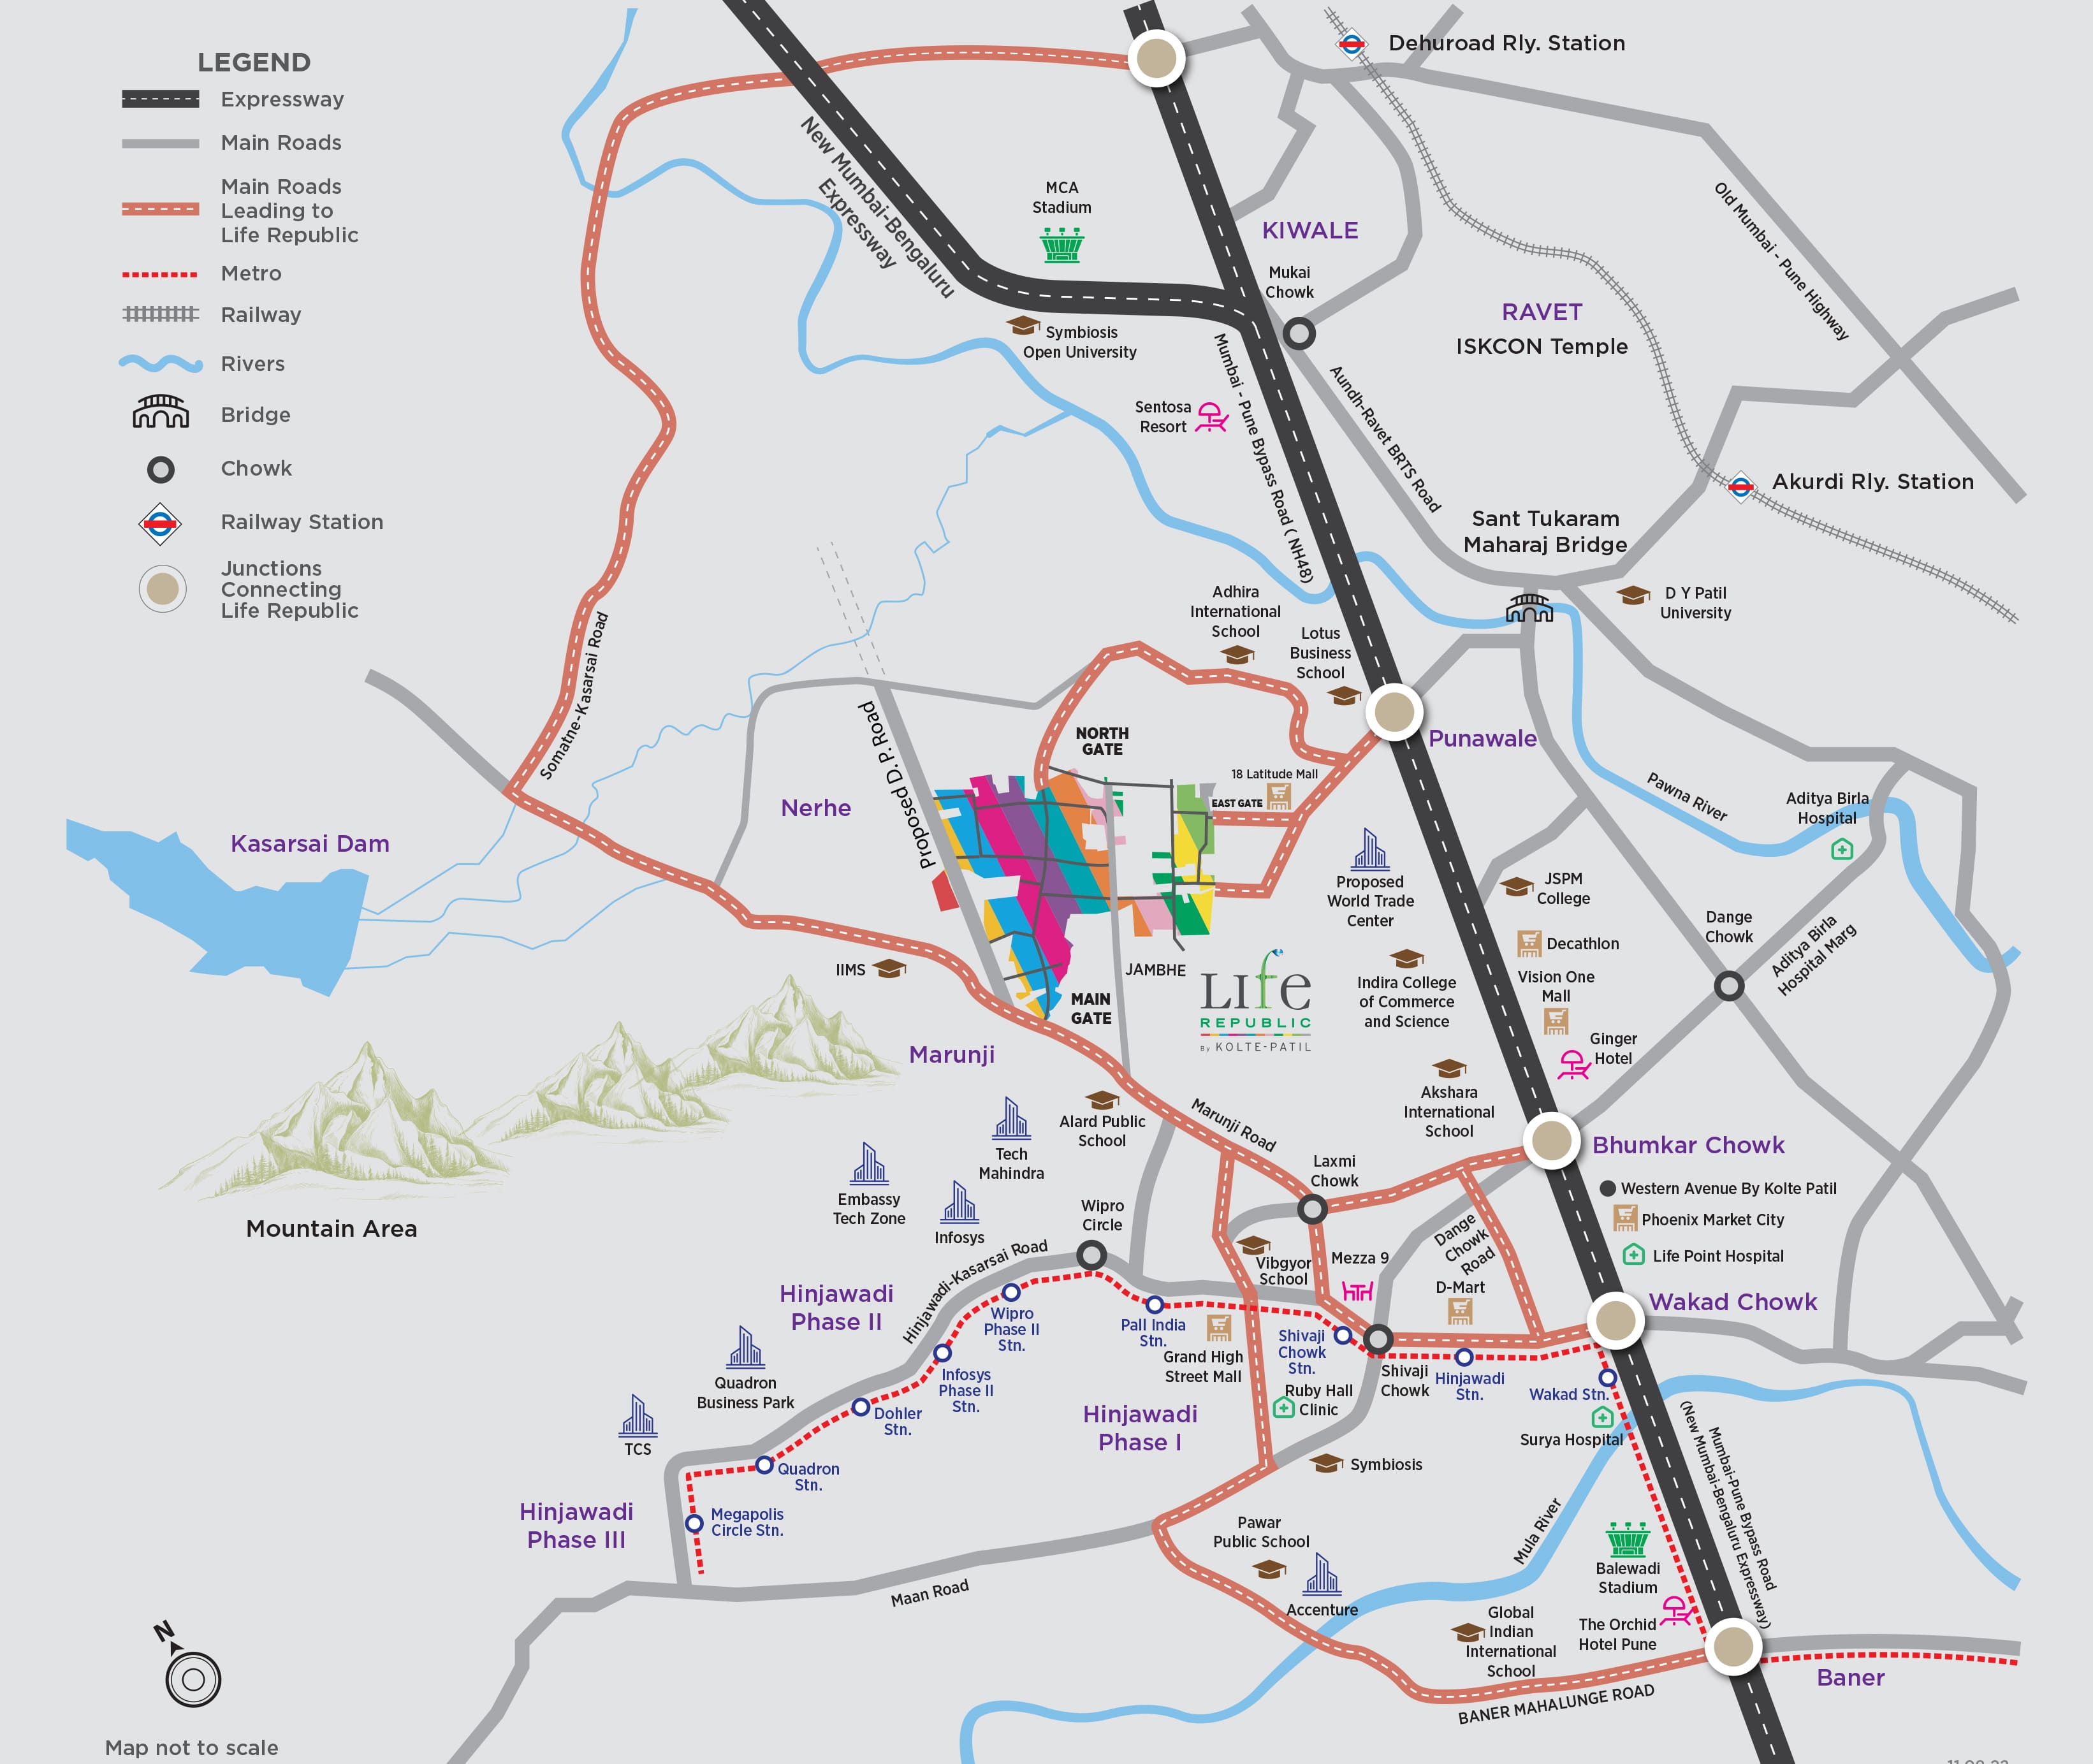 LEGEND
Expressway
Main Roads
Main Roads
Leading to
Life Republic
Metro
Railway
Rivers
Bridge
Chowk
Railway Station
Junctions
Connecting
Life Republic
Dehuroad Rly. Station
New Mumbai-Bengaluru
Expressway
MCA
Stadium
KIWALE
Old Mumbai - Pune Highway
Mukai
Chowk
RAVET
ISKCON Temple
Symbiosis
Open University
Mumbai - Pune Bypass Road ( NH48)
Aundh-Ravet BRTS Road
Sentosa
Resort
Akurdi Rly. Station
Sant Tukaram
Maharaj Bridge
D Y Patil
University
Adhira
International
School
Lotus
Business
School
Somatne-Kasarsai Road
Proposed D.P. Road
NORTH
GATE
Punawale
18 Latitude Mall
EAST GATE
Nerhe
Pawna River
Aditya Birla
Hospital
Kasarsai Dam
Proposed
World Trade
Center
JSPM
College
Dange
Chowk
Aditya Birla
Hospital Marg
Decathlon
IIMS
JAMBHE
LIfe
REPUBLIC
By KOLTE-PATIL
Indira College
of Commerce
and Science
Vision One
Mall
MAIN
GATE
Ginger
Hotel
Marunji
Akshara
International
School
Alard Public
School
Marunji Road
Bhumkar Chowk
Tech
Mahindra
Laxmi
Chowk
Western Avenue By Kolte Patil
Embassy
Tech Zone
Infosys
Wipro
Circle
Phoenix Market City
Mountain Area
Dange
Chowk
Road
Life Point Hospital
Hinjawadi-Kasarsai Road
Vibgyor
School
Mezza 9
D-Mart
Wakad Chowk
Hinjawadi
Phase II
Wipro
Phase II
Stn.
Pall India
Stn.
Grand High
Street Mall
Shivaji
Chowk
Stn.
Shivaji
Chowk
Hinjawadi
Stn.
Wakad Stn.
Quadron
Business Park
Infosys
Phase II
Stn.
Ruby Hall
Clinic
Dohler
Stn.
Hinjawadi
Phase I
Surya Hospital
TCS
Quadron
Stn.
Symbiosis
Mumbai-Pune Bypass Road
(New Mumbai-Bengaluru Expressway)
Hinjawadi
Phase III
Megapolis
Circle Stn.
Pawar
Public School
Mula River
Balewadi
Stadium
Maan Road
Accenture
Global
Indian
International
School
The Orchid
Hotel Pune
Baner
BANER MAHALUNGE ROAD
N
Map not to scale